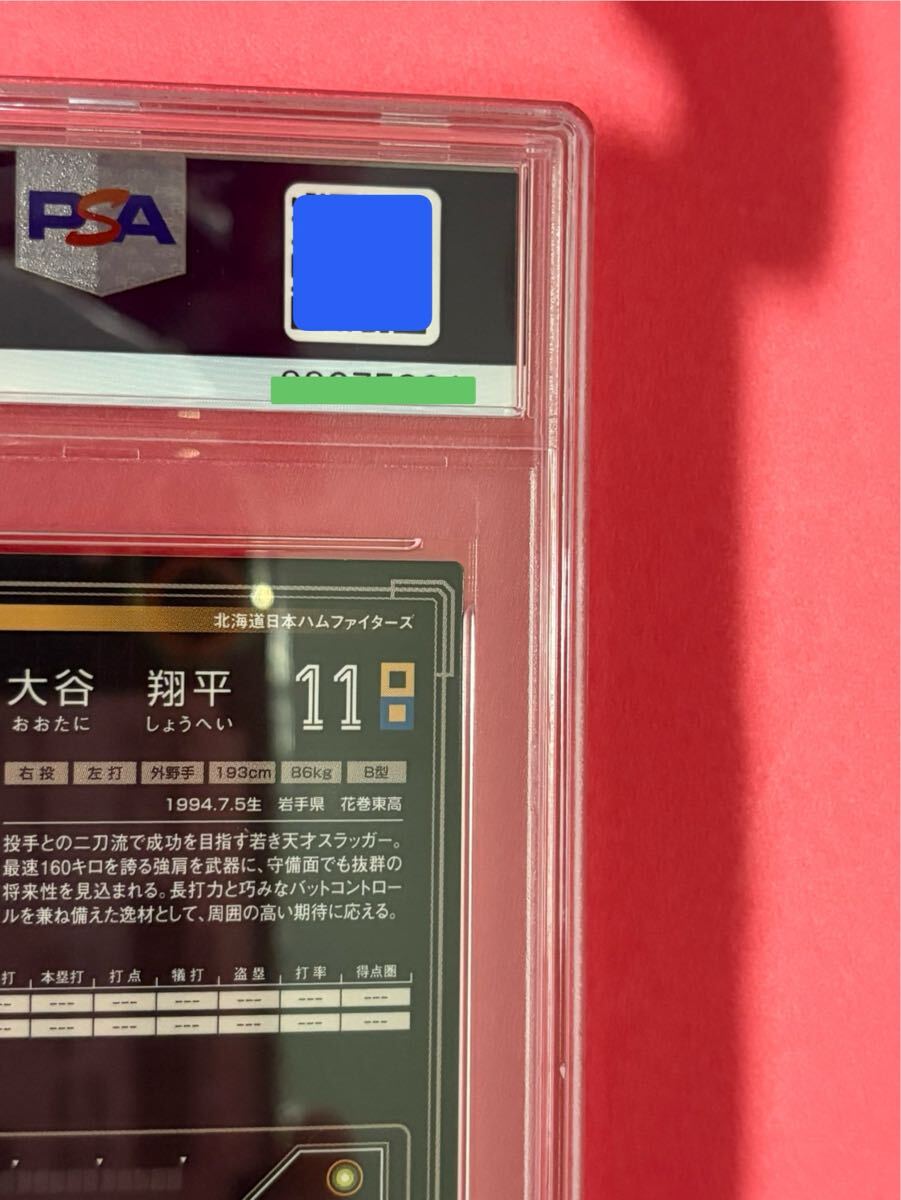 PSA
北海道日本ハムファイターズ
大谷 翔平 11
おおたに しょうへい
右投 左打 外野手 193cm 86kg B型
1994.7.5生 岩手県 花巻東高
投手との二刀流で成功を目指す若き天才スラッガー。
最速160キロを誇る強肩を武器に、守備面でも抜群の
将来性を見込まれる。長打力と巧みなバットコントロー
ルを兼ね備えた逸材として、周囲の高い期待に応える。
打 本塁打 打点 犠打 盗塁 打率 得点圏
--- --- --- --- --- --- ---
--- --- --- --- --- --- ---